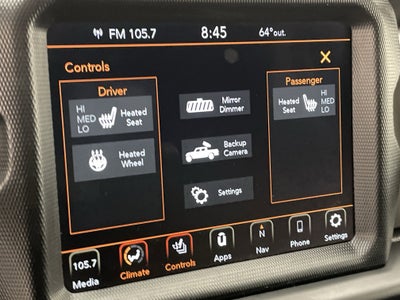 FM 105.7
8:45
64° out.
Controls
X
Driver
Passenger
HI
MED
LO
Heated
Seat
Mirror
Dimmer
Heated
Seat
HI
MED
LO
Heated
Wheel
Backup
Camera
Settings
105.7
Media
Climate
Controls
Apps
N
Nav
Phone
Settings